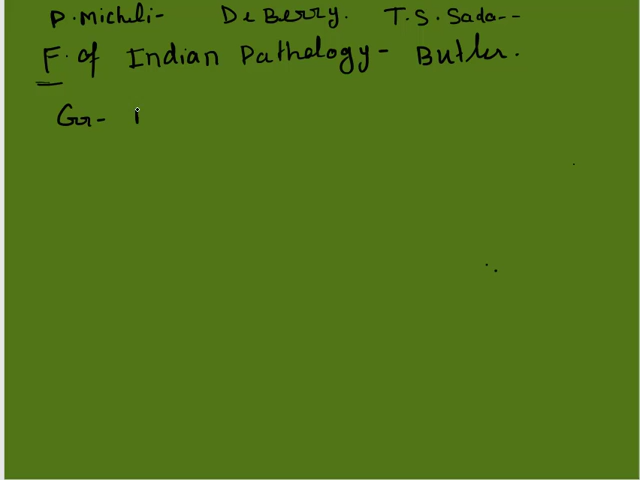 P. Micheli- De Berry. T. S. Sada--
F. of Indian Pathology- Butler.
Gr- i